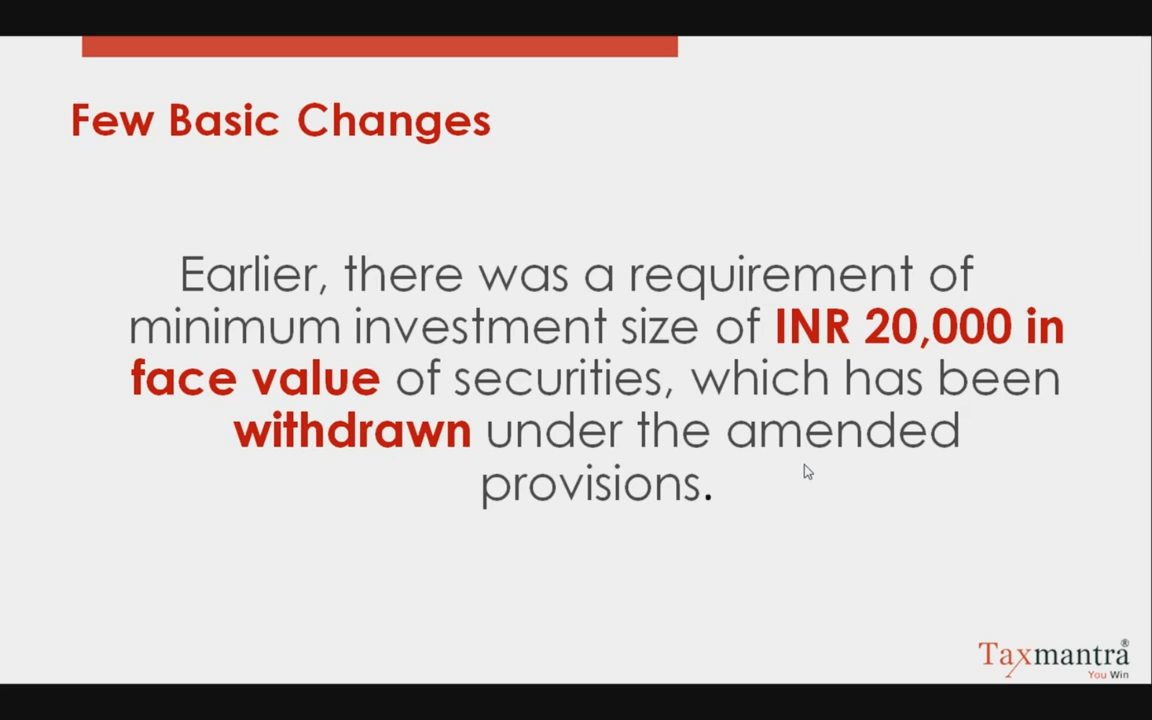 Few Basic Changes
Earlier, there was a requirement of
minimum investment size of INR 20,000 in
face value of securities, which has been
withdrawn under the amended
provisions.
Taxmantra®
You Win